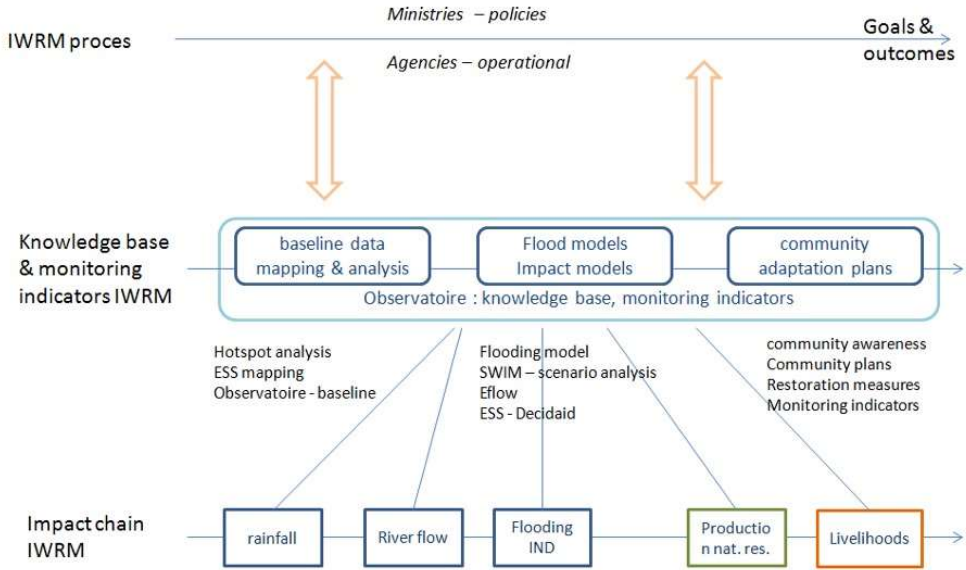 Ministries – policies
IWRM proces
Goals &
outcomes
Agencies – operational
Knowledge base
& monitoring
indicators IWRM
baseline data
mapping & analysis
Flood models
Impact models
community
adaptation plans
Observatoire : knowledge base, monitoring indicators
Hotspot analysis
ESS mapping
Observatoire - baseline
Flooding model
SWIM – scenario analysis
Eflow
ESS - Decidaid
community awareness
Community plans
Restoration measures
Monitoring indicators
Impact chain
IWRM
rainfall
River flow
Flooding
IND
Productio
n nat. res.
Livelihoods